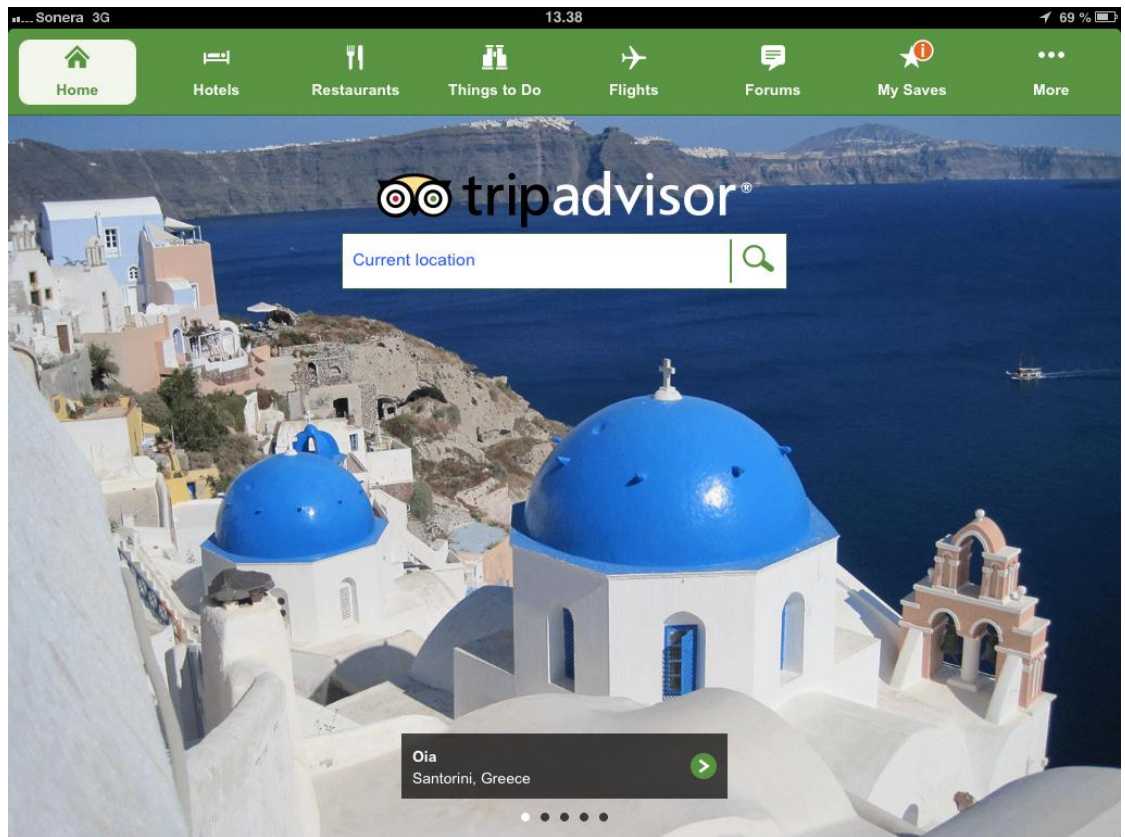 Sonera 3G 13.38 69 %
Home Hotels Restaurants Things to Do Flights Forums My Saves More
i
tripadvisor®
Current location
Oia
Santorini, Greece